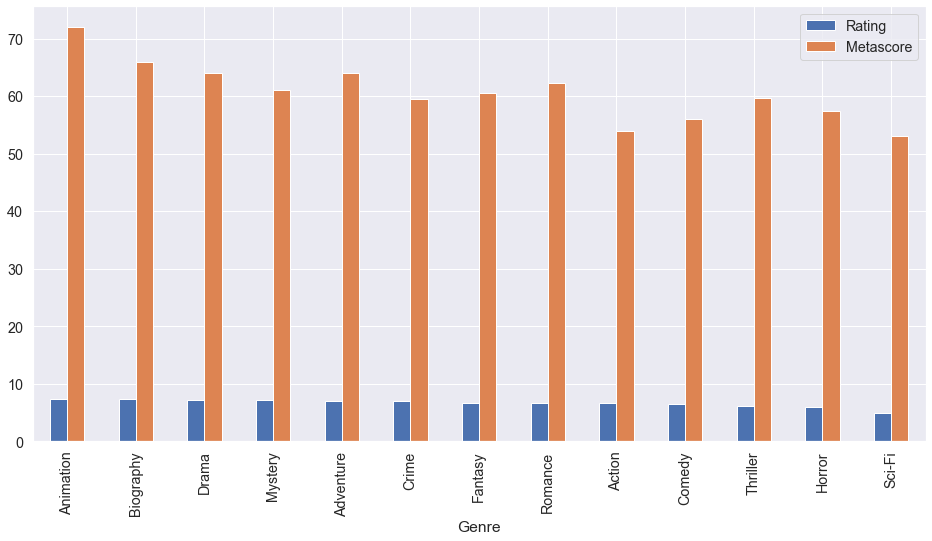 Rating
Metascore
70
60
50
40
30
20
10
0
Animation
Biography
Drama
Mystery
Adventure
Crime
Fantasy
Romance
Action
Comedy
Thriller
Horror
Sci-Fi
Genre